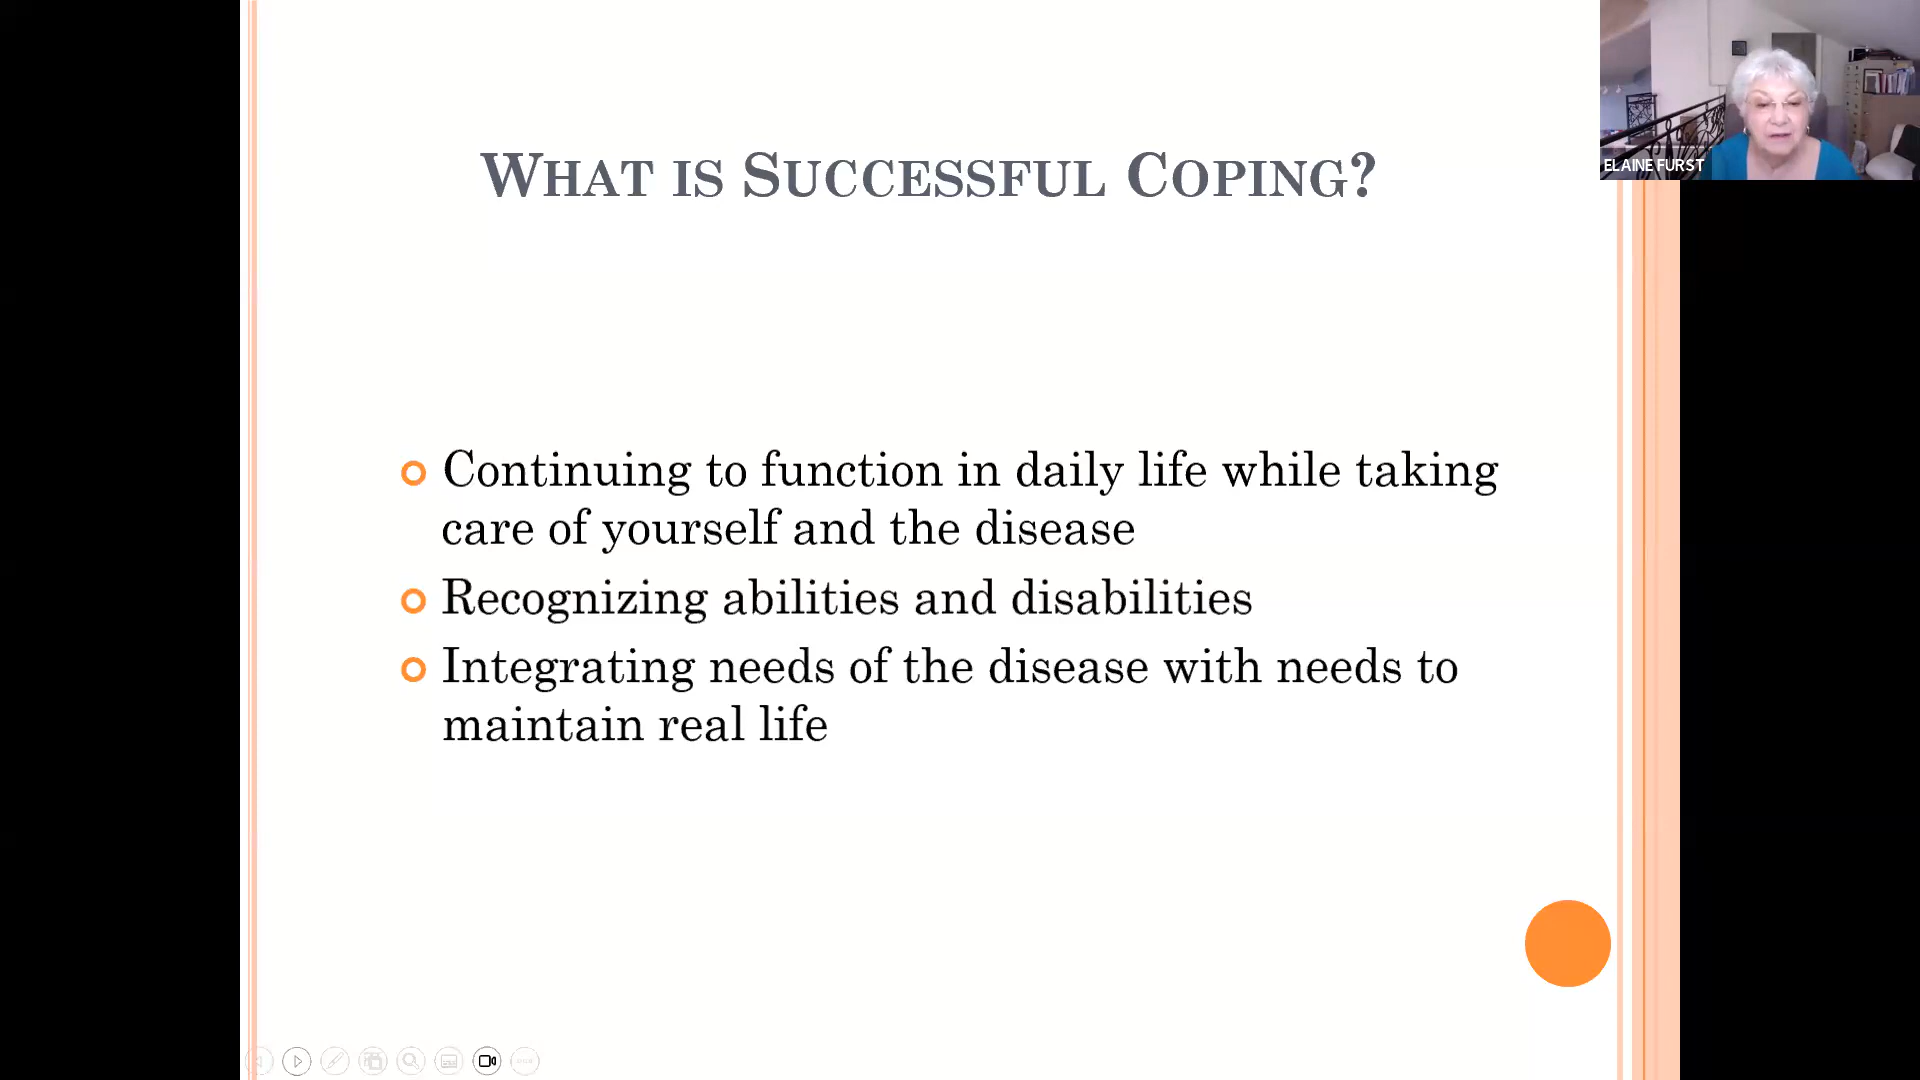 What is Successful Coping?
ELAINE FURST
Continuing to function in daily life while taking
care of yourself and the disease
Recognizing abilities and disabilities
Integrating needs of the disease with needs to
maintain real life